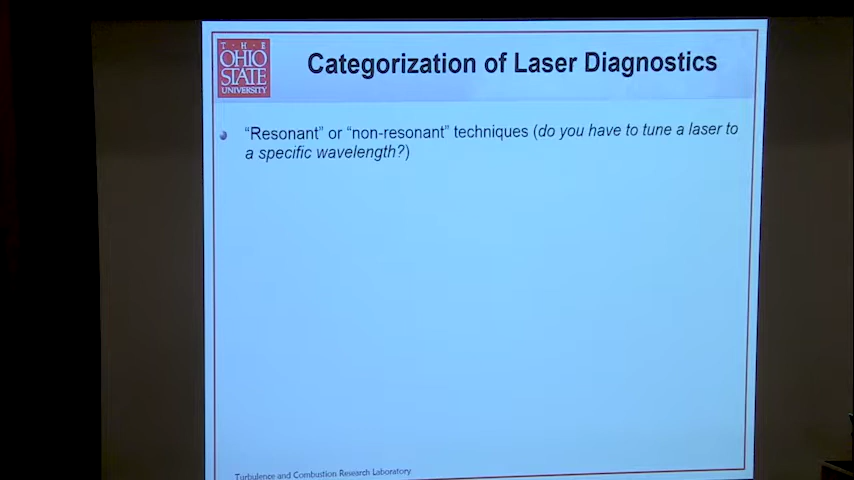 T · H · E
OHIO
STATE
UNIVERSITY
Categorization of Laser Diagnostics
"Resonant" or "non-resonant" techniques (do you have to tune a laser to
a specific wavelength?)
Turbulence and Combustion Research Laboratory